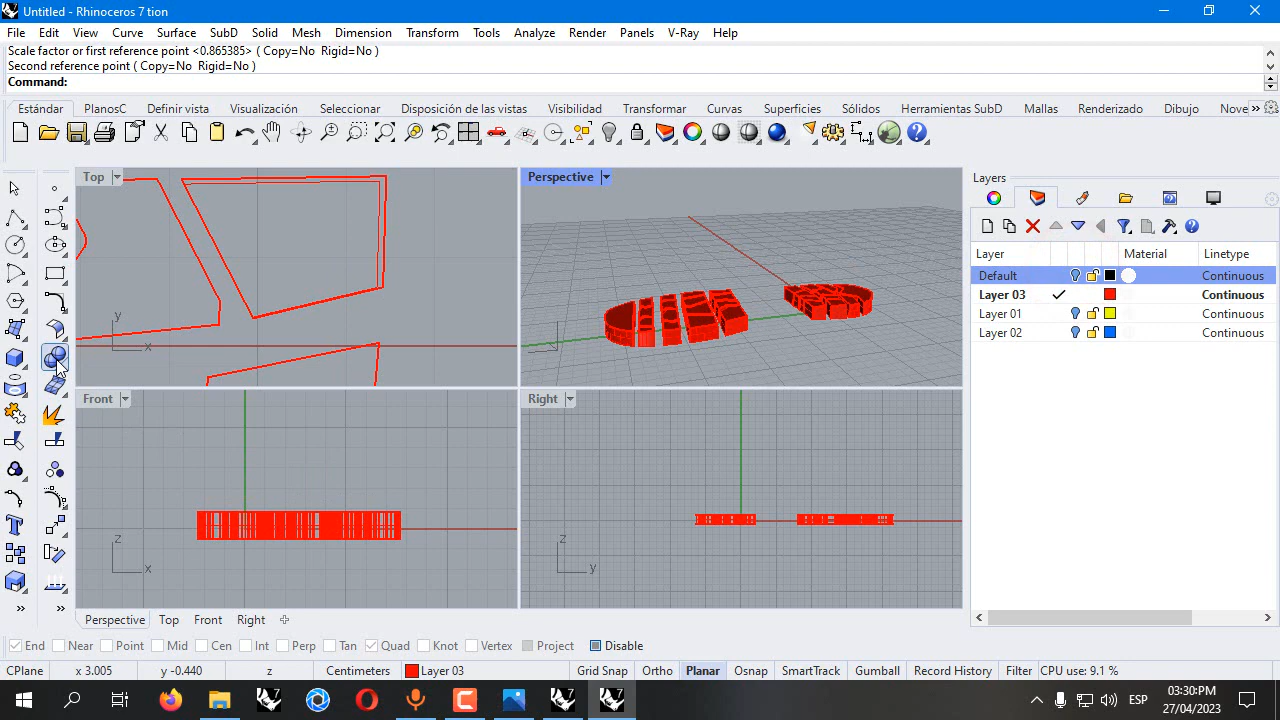 Untitled - Rhinoceros 7 tion
File Edit View Curve Surface SubD Solid Mesh Dimension Transform Tools Analyze Render Panels V-Ray Help
Scale factor or first reference point <0.865385> ( Copy=No Rigid=No )
Second reference point ( Copy=No Rigid=No )
Command:
Estándar PlanosC Definir vista Visualización Seleccionar Disposición de las vistas Visibilidad Transformar Curvas Superficies Sólidos Herramientas SubD Mallas Renderizado Dibujo Nove »
Top
y
x
Perspective
Front
z
x
Right
z
y
Layers
Layer Material Linetype
Default Continuous
Layer 03 Continuous
Layer 01 Continuous
Layer 02 Continuous
Perspective Top Front Right
End Near Point Mid Cen Int Perp Tan Quad Knot Vertex Project Disable
CPlane x 3.005 y -0.440 z Centimeters Layer 03 Grid Snap Ortho Planar Osnap SmartTrack Gumball Record History Filter CPU use: 9.1 %
ESP
03:30:PM
27/04/2023